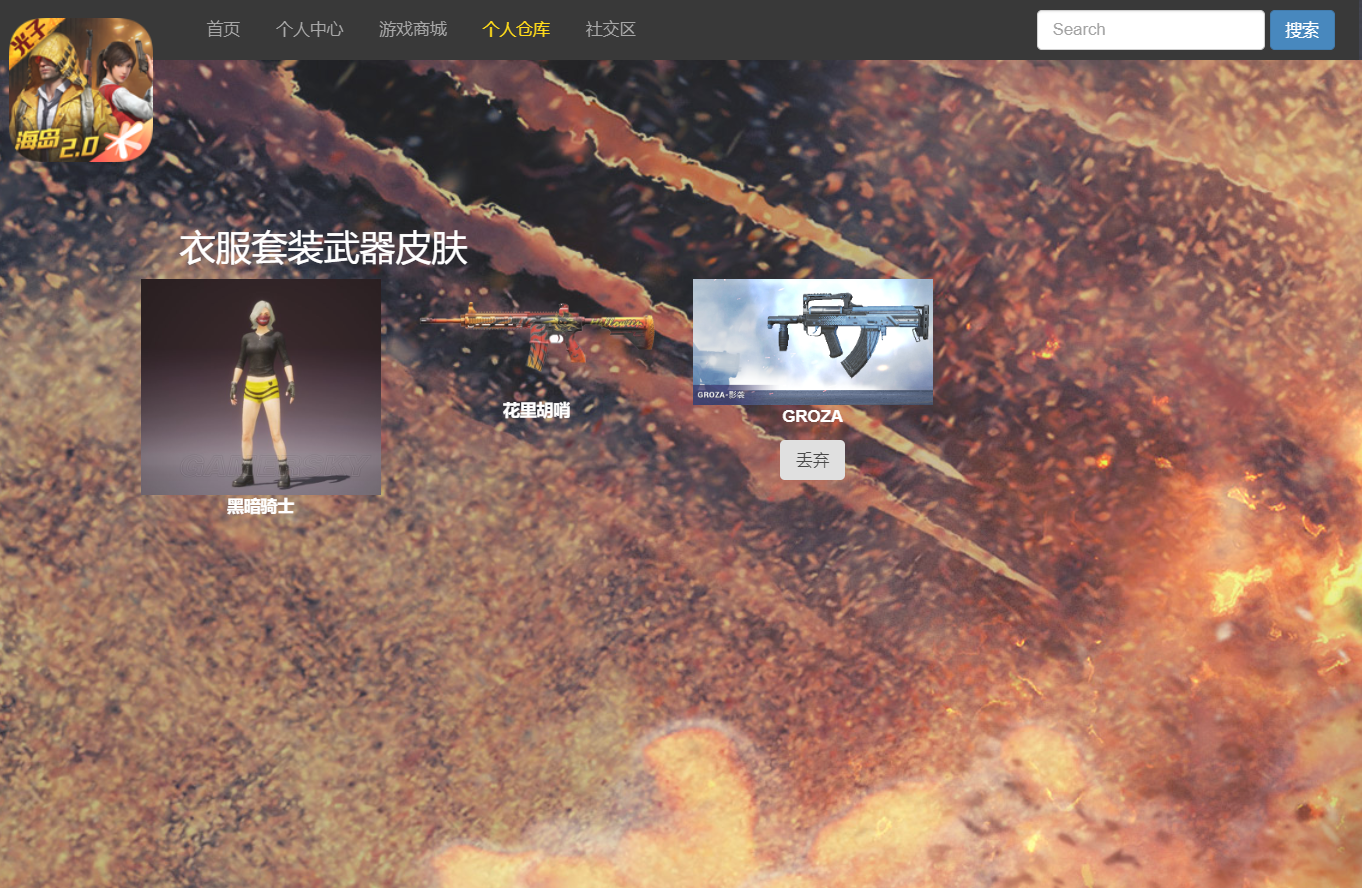 首页 个人中心 游戏商城 个人仓库 社交区 Search 搜索
光子
海岛2.0
衣服套装武器皮肤
GROZA-影袭
花里胡哨
GROZA
丢弃
黑暗骑士